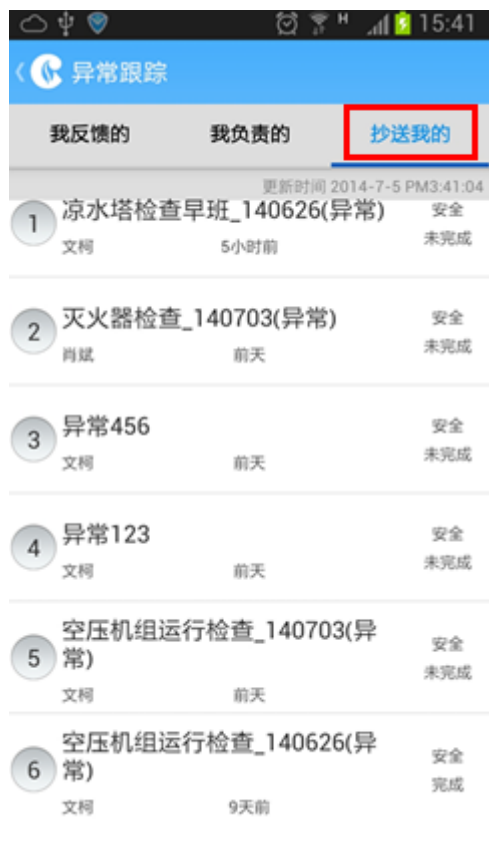 H 15:41
异常跟踪
我反馈的 我负责的 抄送我的
更新时间 2014-7-5 PM3:41:04
1 凉水塔检查早班_140626(异常) 安全
文柯 5小时前 未完成
2 灭火器检查_140703(异常) 安全
肖斌 前天 未完成
3 异常456 安全
文柯 前天 未完成
4 异常123 安全
文柯 前天 未完成
5 空压机组运行检查_140703(异
常) 安全
未完成
文柯 前天
6 空压机组运行检查_140626(异
常) 安全
完成
文柯 9天前